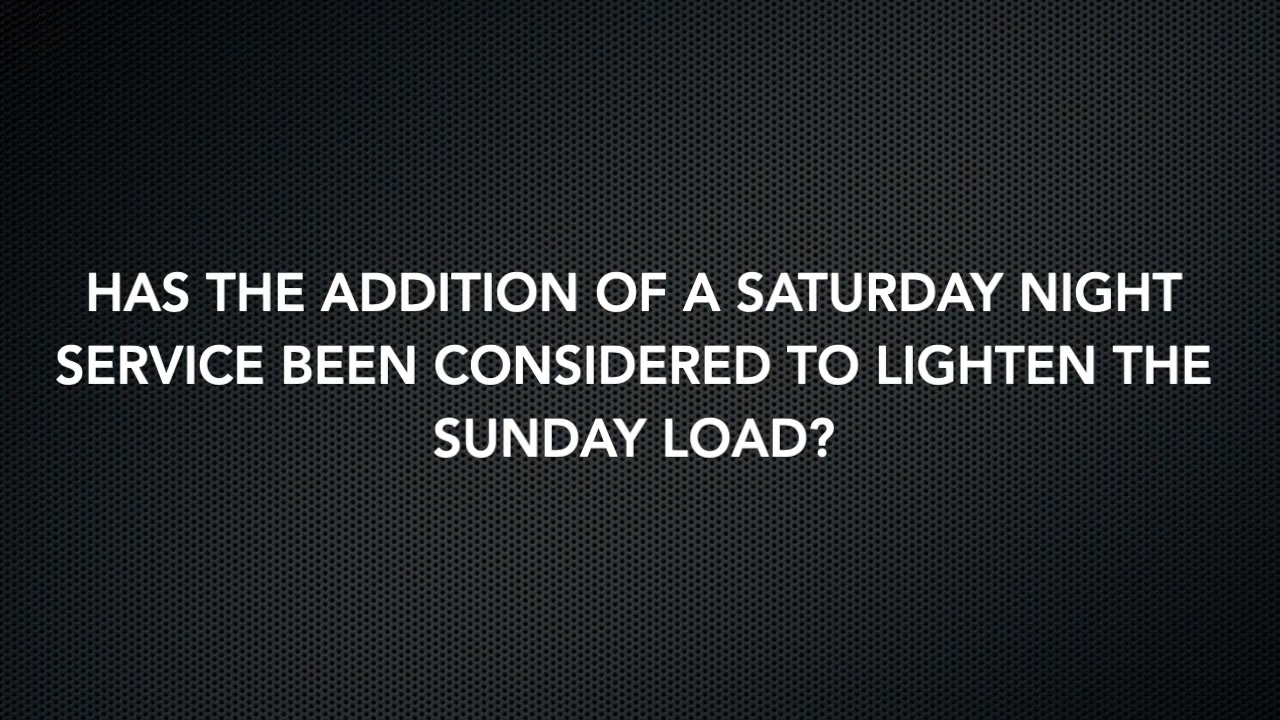 HAS THE ADDITION OF A SATURDAY NIGHT
SERVICE BEEN CONSIDERED TO LIGHTEN THE
SUNDAY LOAD?